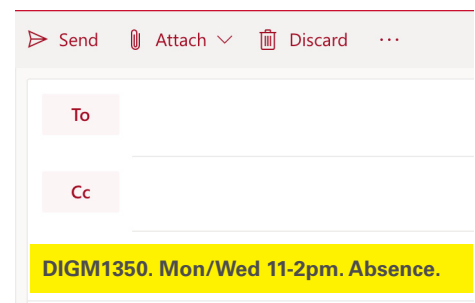 Send Attach Discard ...
To
Cc
DIGM1350. Mon/Wed 11-2pm. Absence.